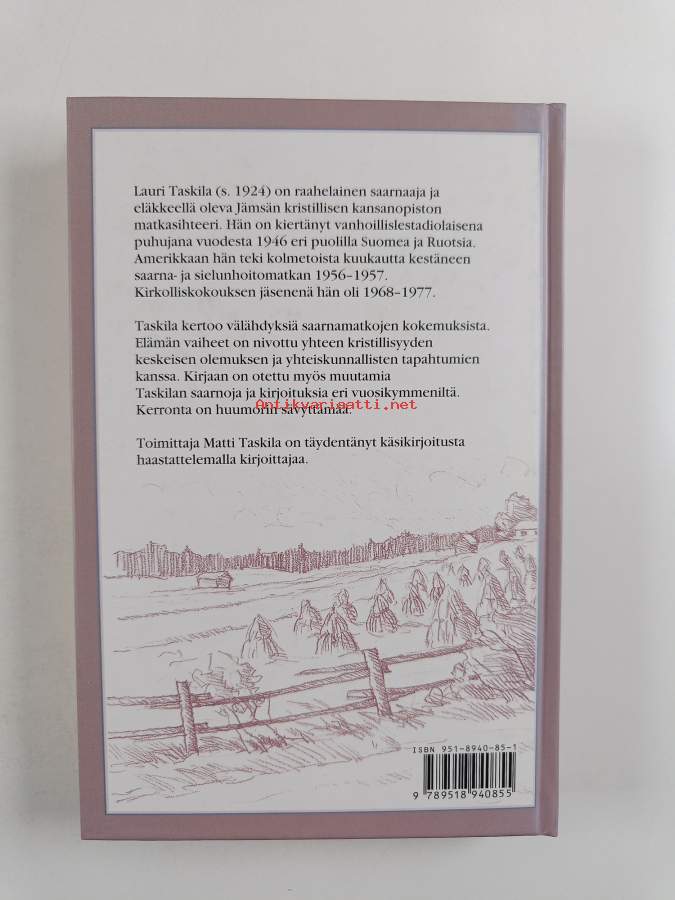 Lauri Taskila (s. 1924) on raahelainen saarnaaja ja
eläkkeellä oleva Jämsän kristillisen kansanopiston
matkasihteeri. Hän on kiertänyt vanhoillislestadiolaisena
puhujana vuodesta 1946 eri puolilla Suomea ja Ruotsia.
Amerikkaan hän teki kolmetoista kuukautta kestäneen
saarna- ja sielunhoitomatkan 1956–1957.
Kirkolliskokouksen jäsenenä hän oli 1968–1977.
Taskila kertoo välähdyksiä saarnamatkojen kokemuksista.
Elämän vaiheet on nivottu yhteen kristillisyyden
keskeisen olemuksen ja yhteiskunnallisten tapahtumien
kanssa. Kirjaan on otettu myös muutamia
Taskilan saarnoja ja kirjoituksia eri vuosikymmeniltä.
Antikvariaatti.net
Kerronta on huumorin sävyttämää.
Toimittaja Matti Taskila on täydentänyt käsikirjoitusta
haastattelemalla kirjoittajaa.
ISBN 951-8940-85-1
9 789518 940855